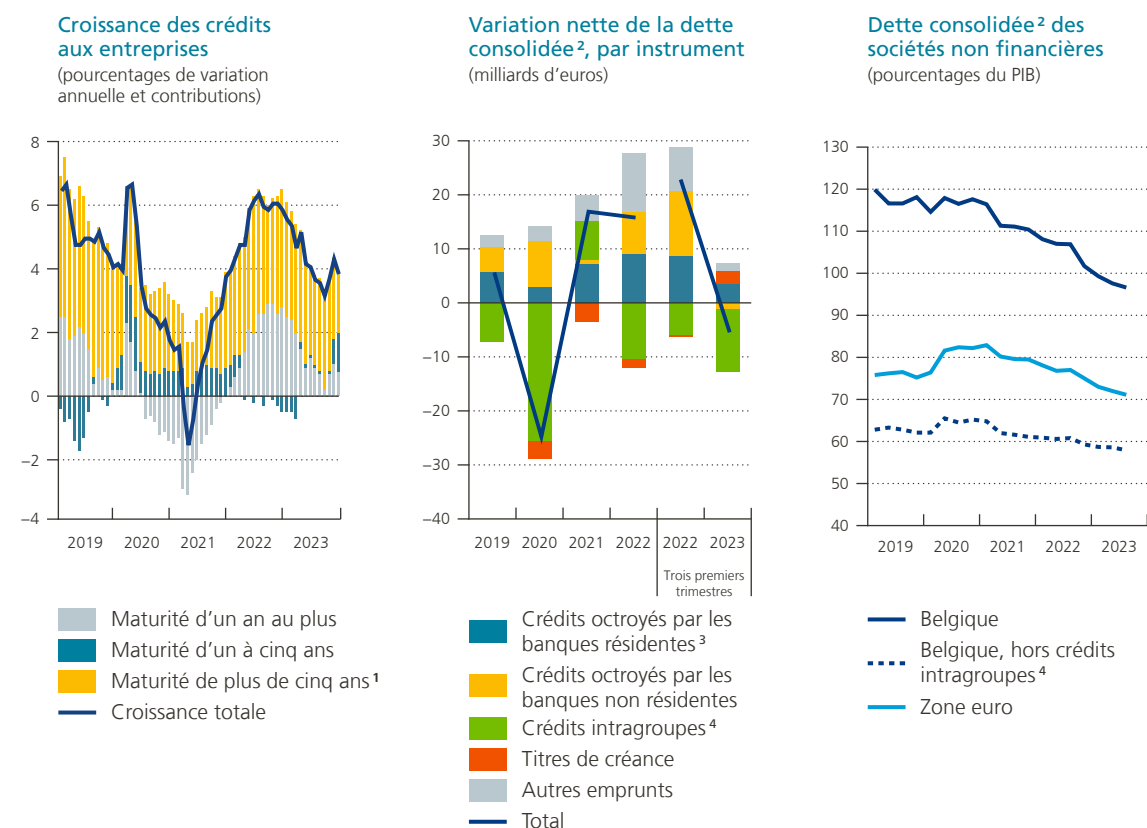 Croissance des crédits
aux entreprises
(pourcentages de variation
annuelle et contributions)
8
6
4
2
0
–2
–4
2019 2020 2021 2022 2023
Maturité d'un an au plus
Maturité d'un à cinq ans
Maturité de plus de cinq ans¹
Croissance totale
Variation nette de la dette
consolidée², par instrument
(milliards d'euros)
30
20
10
0
–10
–20
–30
–40
2019 2020 2021 2022 2022 2023
Trois premiers
trimestres
Crédits octroyés par les
banques résidentes³
Crédits octroyés par les
banques non résidentes
Crédits intragroupes⁴
Titres de créance
Autres emprunts
Total
Dette consolidée² des
sociétés non financières
(pourcentages du PIB)
130
120
110
100
90
80
70
60
50
40
2019 2020 2021 2022 2023
Belgique
Belgique, hors crédits
intragroupes⁴
Zone euro